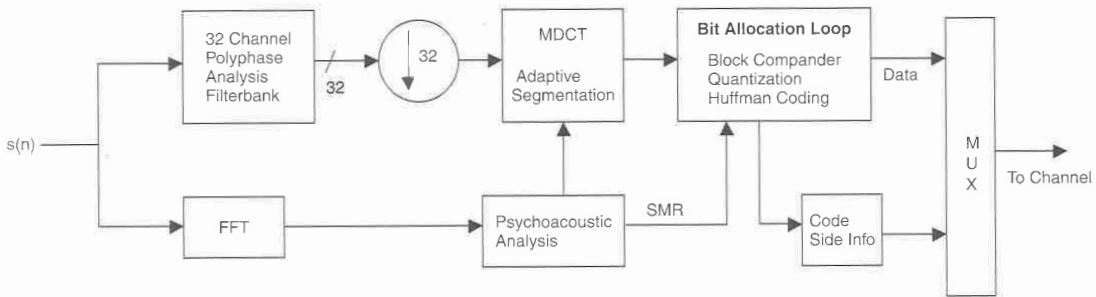 s(n)
32 Channel
Polyphase
Analysis
Filterbank
32
32
MDCT
Adaptive
Segmentation
Bit Allocation Loop
Block Compander
Quantization
Huffman Coding
Data
M
U
X
To Channel
FFT
Psychoacoustic
Analysis
SMR
Code
Side Info